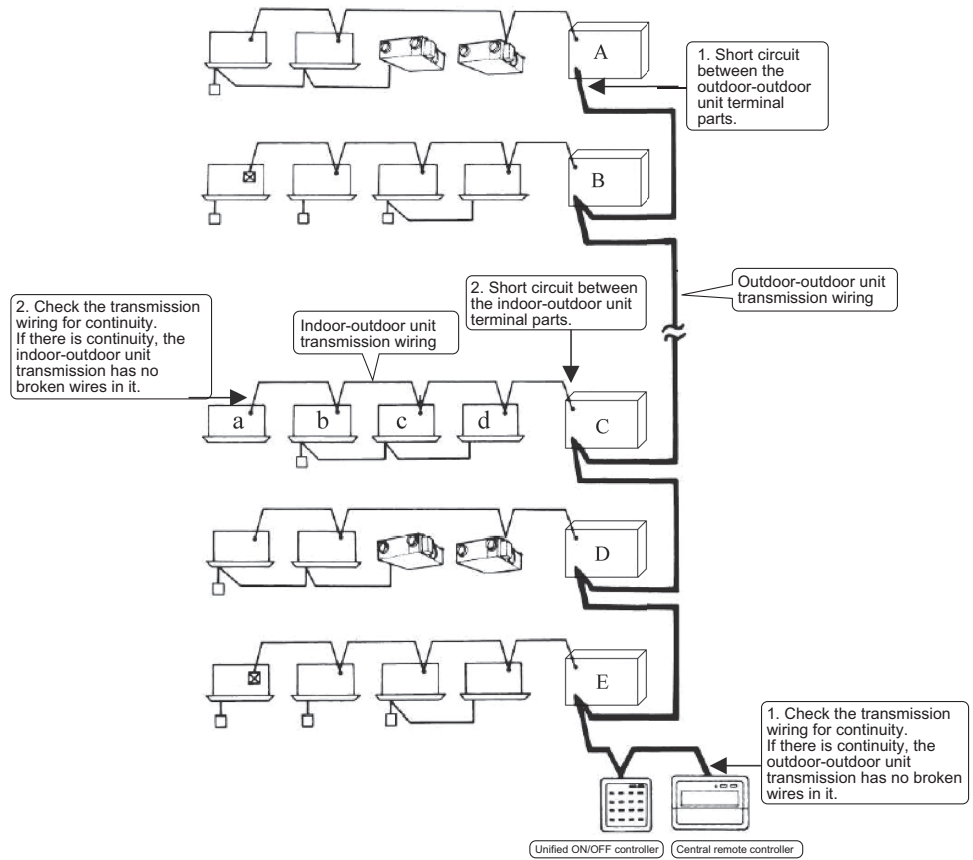 A
1. Short circuit
between the
outdoor-outdoor
unit terminal
parts.
B
Outdoor-outdoor unit
transmission wiring
2. Short circuit between
the indoor-outdoor unit
terminal parts.
2. Check the transmission
wiring for continuity.
If there is continuity, the
indoor-outdoor unit
transmission has no
broken wires in it.
Indoor-outdoor unit
transmission wiring
a
b
c
d
C
D
E
1. Check the transmission
wiring for continuity.
If there is continuity, the
outdoor-outdoor unit
transmission has no broken
wires in it.
Unified ON/OFF controller
Central remote controller